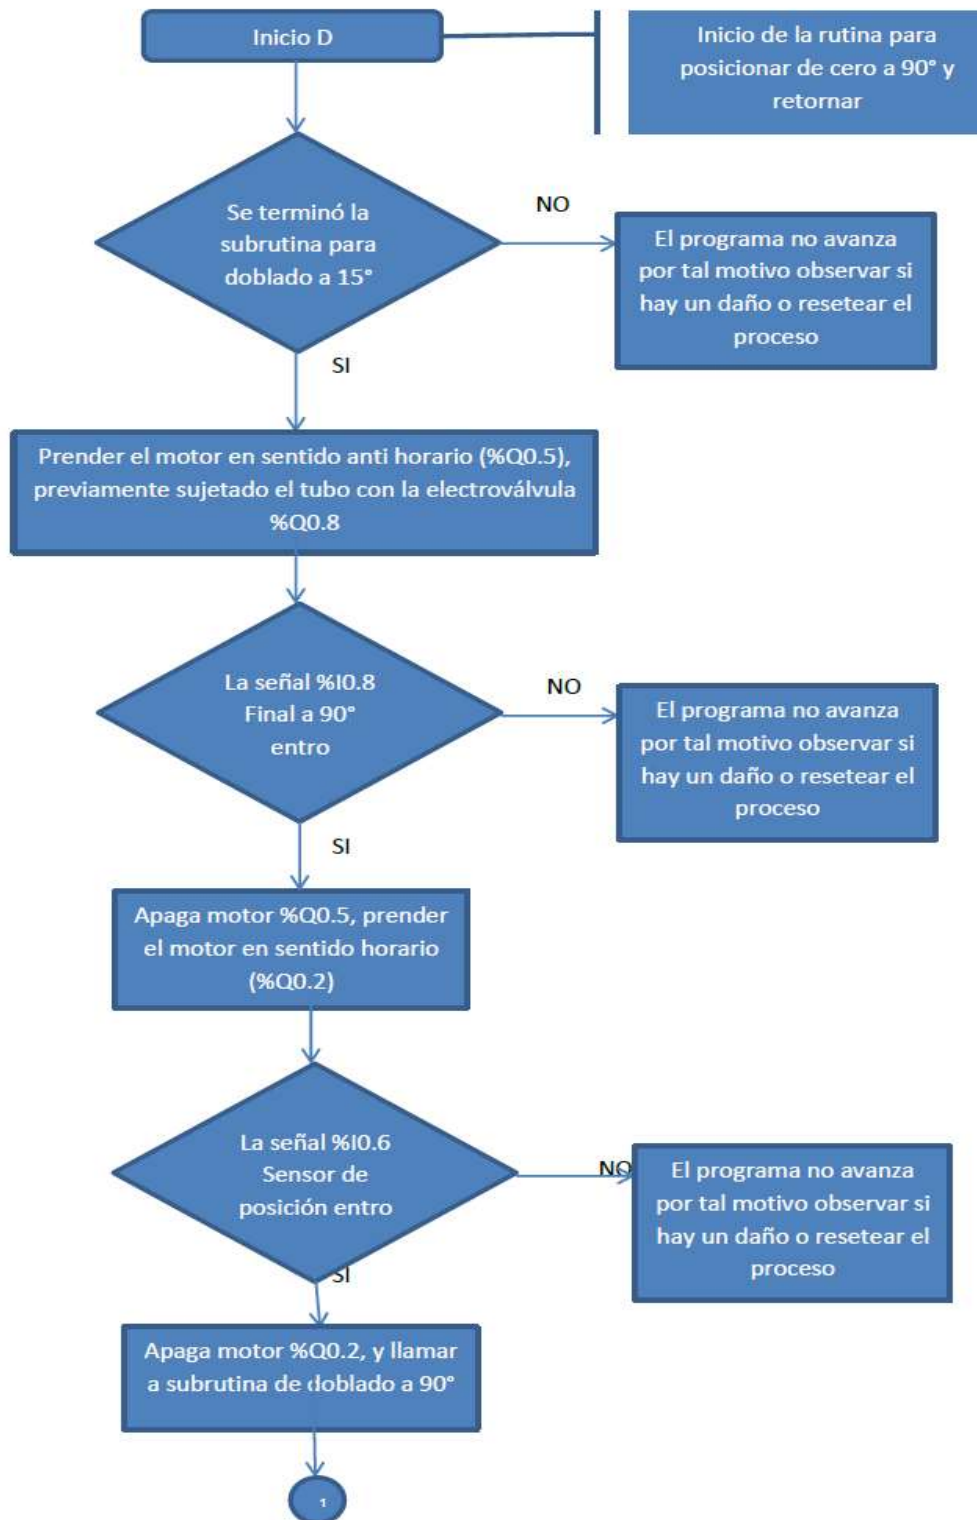 Inicio D
Inicio de la rutina para
posicionar de cero a 90° y
retornar
Se terminó la
subrutina para
doblado a 15°
NO
El programa no avanza
por tal motivo observar si
hay un daño o resetear el
proceso
SI
Prender el motor en sentido anti horario (%Q0.5),
previamente sujetado el tubo con la electroválvula
%Q0.8
La señal %I0.8
Final a 90°
entro
NO
El programa no avanza
por tal motivo observar si
hay un daño o resetear el
proceso
SI
Apaga motor %Q0.5, prender
el motor en sentido horario
(%Q0.2)
La señal %I0.6
Sensor de
posición entro
NO
El programa no avanza
por tal motivo observar si
hay un daño o resetear el
proceso
SI
Apaga motor %Q0.2, y llamar
a subrutina de doblado a 90°
1